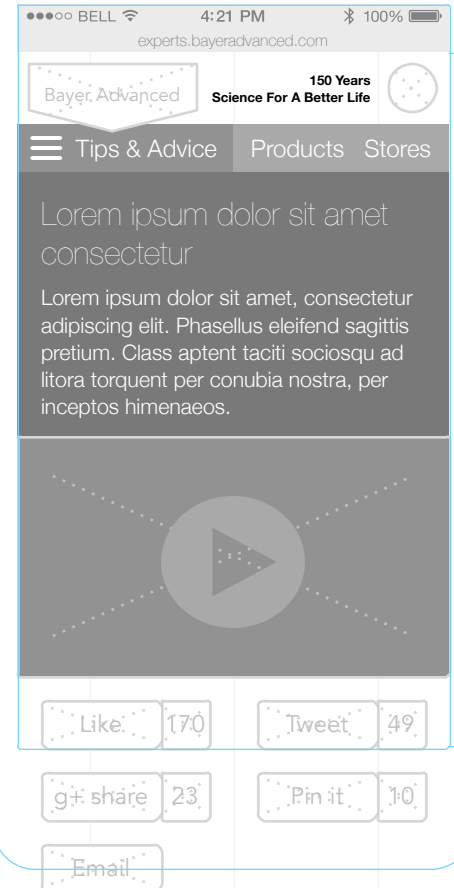 BELL 4:21 PM 100%
experts.bayeradvanced.com
Bayer Advanced
150 Years
Science For A Better Life
Tips & Advice Products Stores
Lorem ipsum dolor sit amet
consectetur
Lorem ipsum dolor sit amet, consectetur
adipiscing elit. Phasellus eleifend sagittis
pretium. Class aptent taciti sociosqu ad
litora torquent per conubia nostra, per
inceptos himenaeos.
Like 170 Tweet 49
g+ share 23 Pin it 10
Email